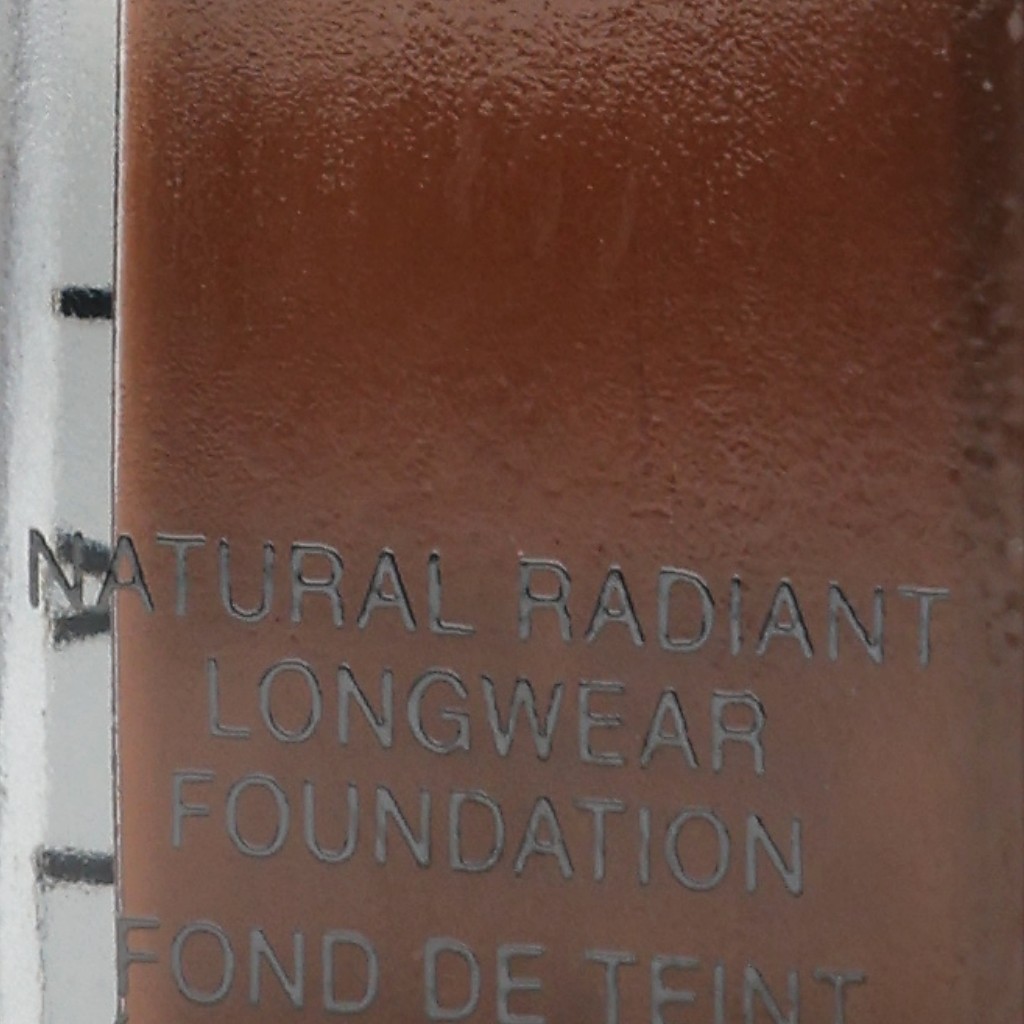 NATURAL RADIANT
LONGWEAR
FOUNDATION
FOND DE TEINT